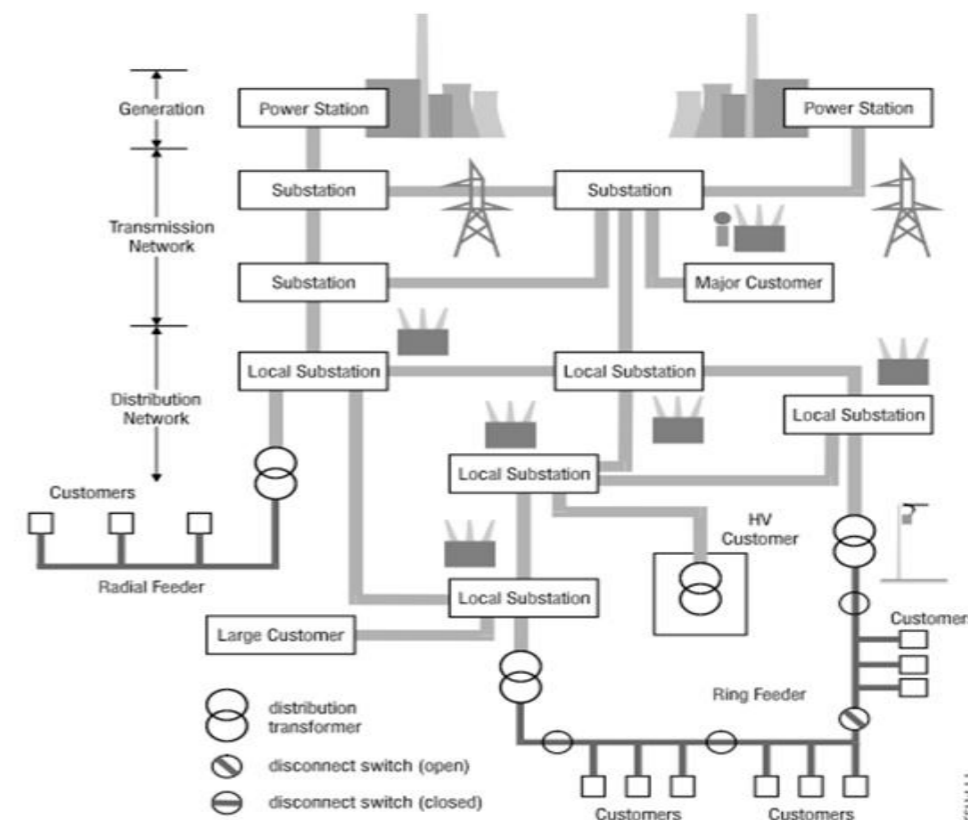 Generation
Power Station
Power Station
Substation
Substation
Transmission
Network
Substation
Major Customer
Local Substation
Local Substation
Distribution
Network
Local Substation
Local Substation
Customers
HV
Customer
Radial Feeder
Local Substation
Customers
Large Customer
Ring Feeder
distribution
transformer
disconnect switch (open)
disconnect switch (closed)
Customers
Customers